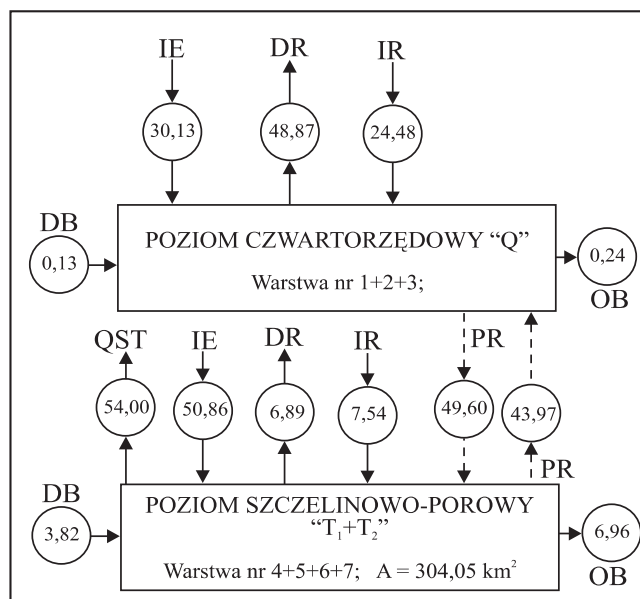 IE DR IR
30,13 48,87 24,48
DB
0,13
POZIOM CZWARTORZĘDOWY “Q”
Warstwa nr 1+2+3;
0,24
OB
QST IE DR IR PR
54,00 50,86 6,89 7,54 49,60 43,97
PR
DB
3,82
POZIOM SZCZELINOWO-POROWY
“T₁+T₂”
Warstwa nr 4+5+6+7; A = 304,05 km²
6,96
OB